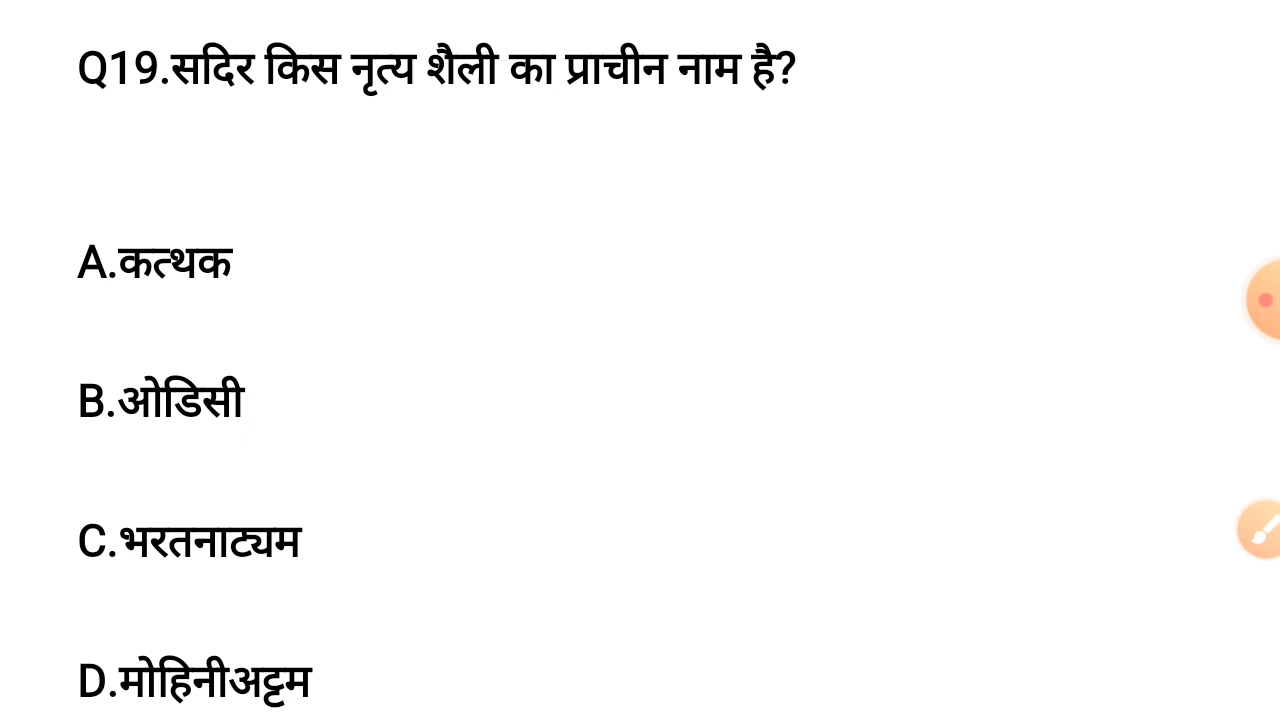 Q19.सदिर किस नृत्य शैली का प्राचीन नाम है?
A.कत्थक
B.ओडिसी
C.भरतनाट्यम
D.मोहिनीअट्टम